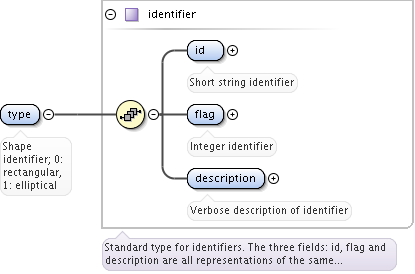 identifier
id
Short string identifier
type
flag
Shape
identifier; 0:
rectangular,
1: elliptical
Integer identifier
description
Verbose description of identifier
Standard type for identifiers. The three fields: id, flag and
description are all representations of the same...